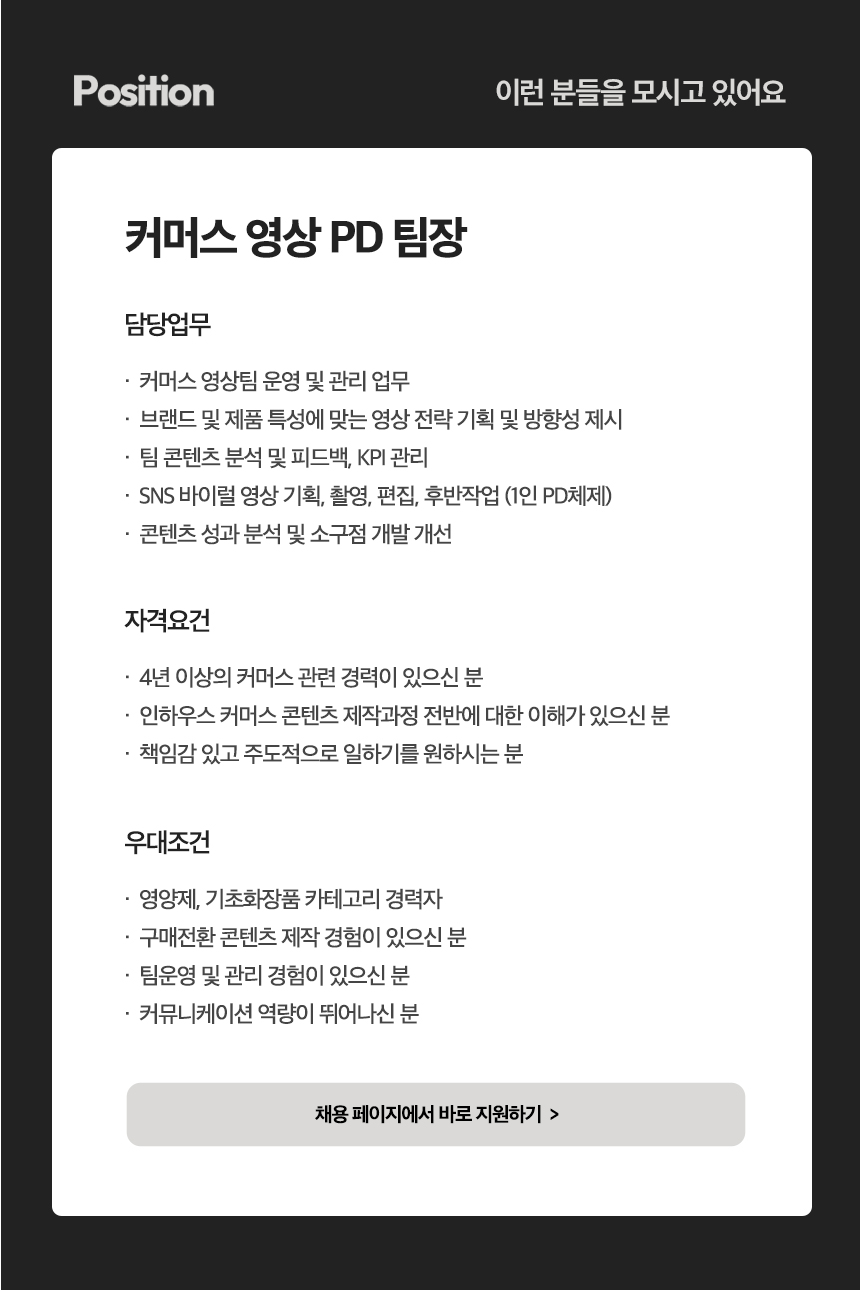 Position
이런 분들을 모시고 있어요
커머스 영상 PD 팀장
담당업무
· 커머스 영상팀 운영 및 관리 업무
· 브랜드 및 제품 특성에 맞는 영상 전략 기획 및 방향성 제시
· 팀 콘텐츠 분석 및 피드백, KPI 관리
· SNS 바이럴 영상 기획, 촬영, 편집, 후반작업 (1인 PD체제)
· 콘텐츠 성과 분석 및 소구점 개발 개선
자격요건
· 4년 이상의 커머스 관련 경력이 있으신 분
· 인하우스 커머스 콘텐츠 제작과정 전반에 대한 이해가 있으신 분
· 책임감 있고 주도적으로 일하기를 원하시는 분
우대조건
· 영양제, 기초화장품 카테고리 경력자
· 구매전환 콘텐츠 제작 경험이 있으신 분
· 팀운영 및 관리 경험이 있으신 분
· 커뮤니케이션 역량이 뛰어나신 분
채용 페이지에서 바로 지원하기 >